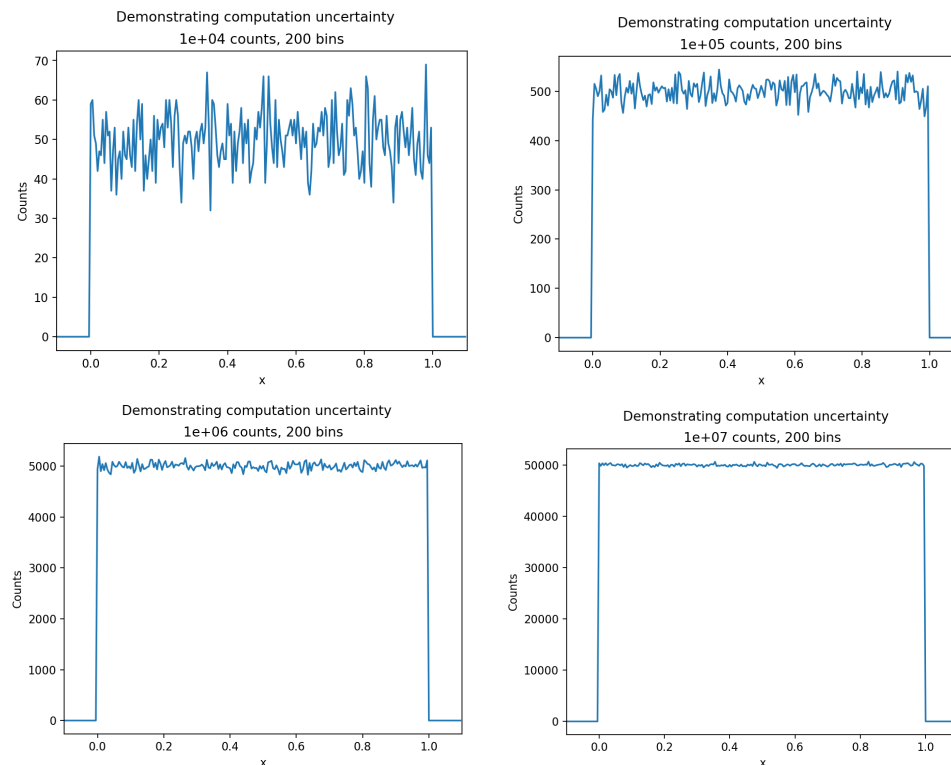 Demonstrating computation uncertainty
1e+04 counts, 200 bins
70
60
50
40
30
20
10
0
Counts
0.0 0.2 0.4 0.6 0.8 1.0
x
Demonstrating computation uncertainty
1e+05 counts, 200 bins
500
400
300
200
100
0
Counts
0.0 0.2 0.4 0.6 0.8 1.0
x
Demonstrating computation uncertainty
1e+06 counts, 200 bins
5000
4000
3000
2000
1000
0
Counts
0.0 0.2 0.4 0.6 0.8 1.0
x
Demonstrating computation uncertainty
1e+07 counts, 200 bins
50000
40000
30000
20000
10000
0
Counts
0.0 0.2 0.4 0.6 0.8 1.0
x